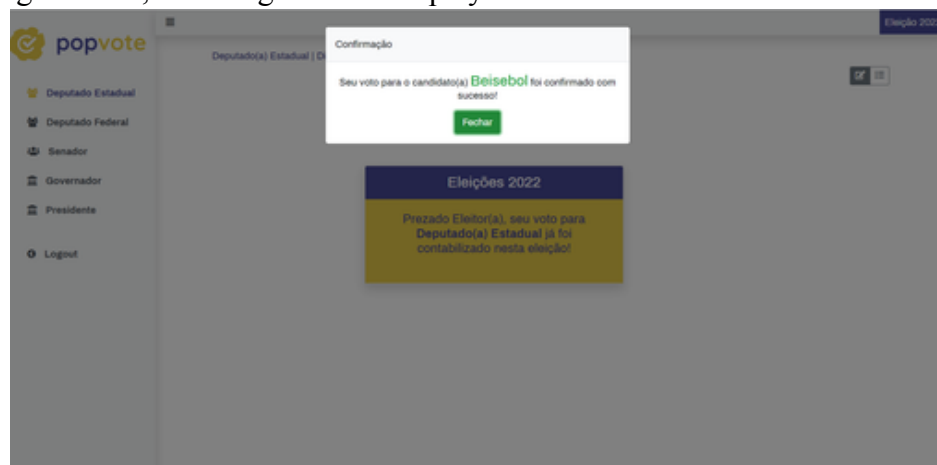 popvote
Deputado Estadual
Deputado Federal
Senador
Governador
Presidente
Logout
Deputado(a) Estadual |
Confirmação
Seu voto para o candidato(a) Beisebol foi confirmado com
sucesso!
Fechar
Eleições 2022
Prezado Eleitor(a), seu voto para
Deputado(a) Estadual já foi
contabilizado nesta eleição!
Eleição